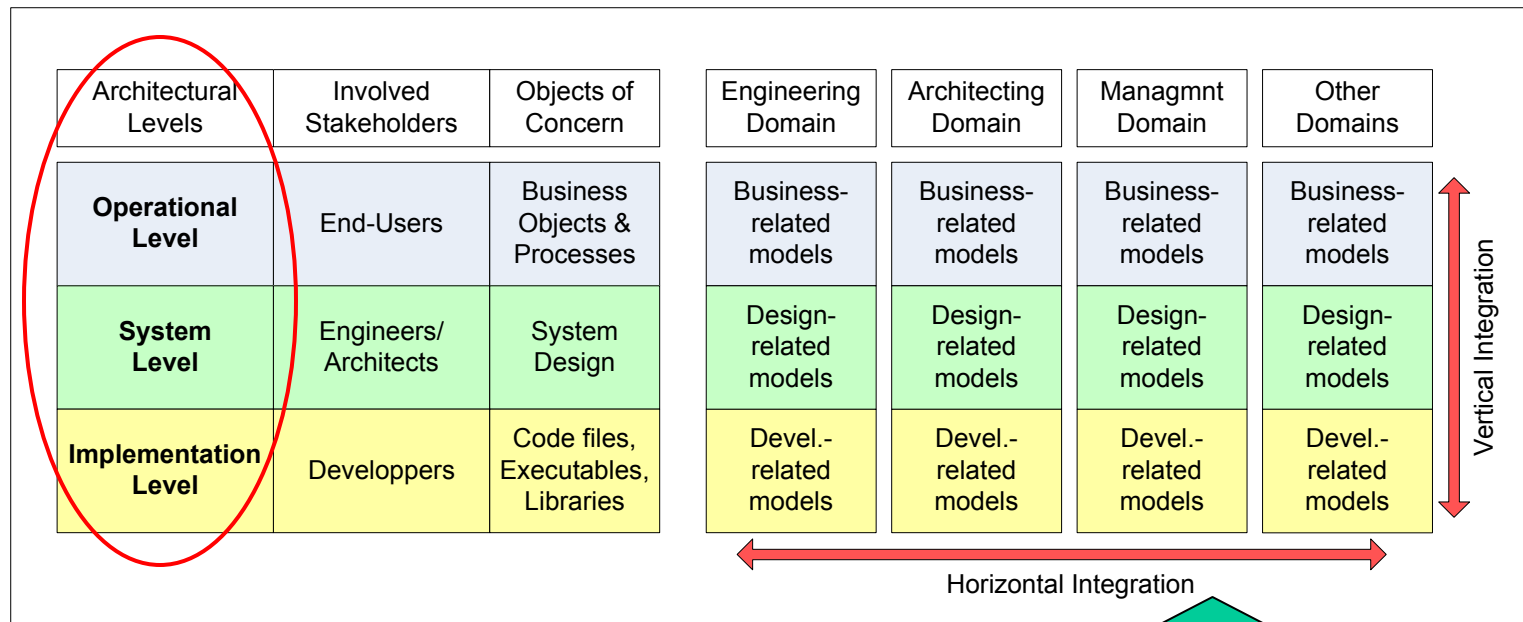 Architectural
Levels
Involved
Stakeholders
Objects of
Concern
Engineering
Domain
Architecting
Domain
Managmnt
Domain
Other
Domains
Operational
Level
End-Users
Business
Objects &
Processes
Business-
related
models
Business-
related
models
Business-
related
models
Business-
related
models
System
Level
Engineers/
Architects
System
Design
Design-
related
models
Design-
related
models
Design-
related
models
Design-
related
models
Implementation
Level
Developpers
Code files,
Executables,
Libraries
Devel.-
related
models
Devel.-
related
models
Devel.-
related
models
Devel.-
related
models
Vertical Integration
Horizontal Integration